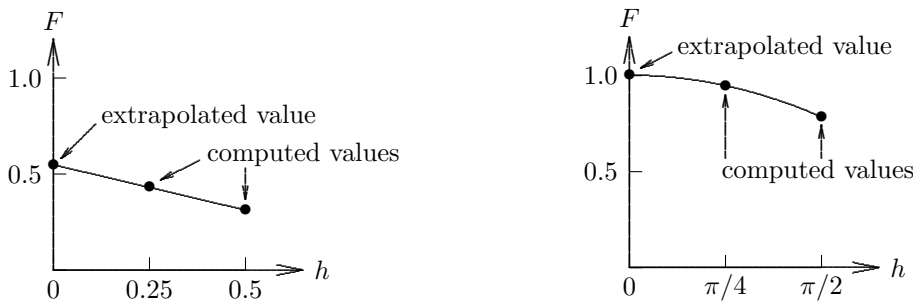 F
1.0
extrapolated value
computed values
0.5
0
0.25
0.5
h
F
extrapolated value
1.0
0.5
computed values
0
π/4
π/2
h